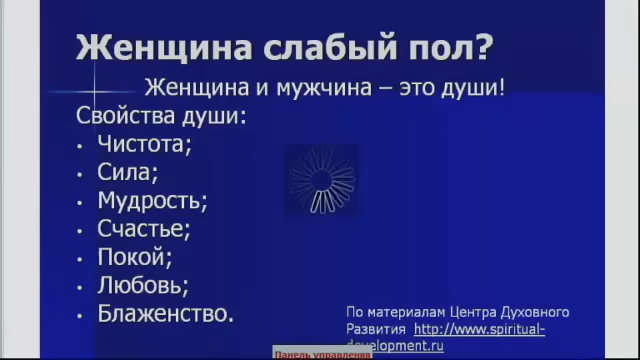 Женщина слабый пол?
Женщина и мужчина – это души!
Свойства души:
• Чистота;
• Сила;
• Мудрость;
• Счастье;
• Покой;
• Любовь;
• Блаженство.
По материалам Центра Духовного
Развития http://www.spiritual-
development.ru
Панель управления